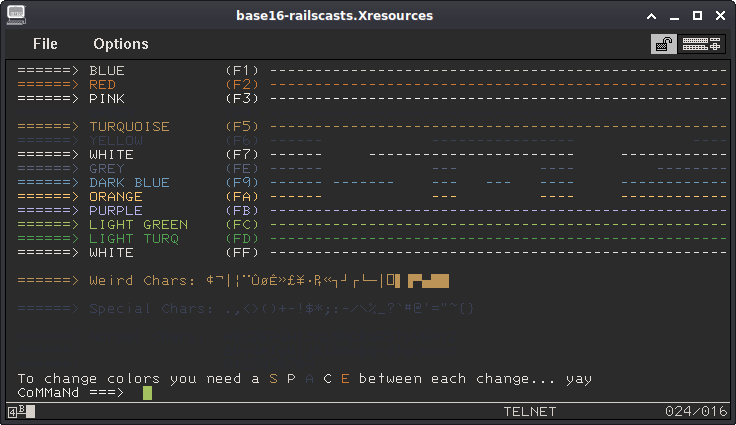 base16-railscasts.Xresources
File Options
======> BLUE (F1) ---------------------------------------------------
======> RED (F2) ---------------------------------------------------
======> PINK (F3) ---------------------------------------------------
======> TURQUOISE (F5) ---------------------------------------------------
======> YELLOW (F6) ------ --- ---- ----
======> WHITE (F7) ------ ------------------------- ------------
======> GREY (FE) ------ --- ----
======> DARK BLUE (F9) ------ ------- --- --- ---- ------------
======> ORANGE (FA) ------ --- ---- ------------
======> PURPLE (FB) ---------------------------------------------------
======> LIGHT GREEN (FC) ---------------------------------------------------
======> LIGHT TURQ (FD) ---------------------------------------------------
======> WHITE (FF) ------ --- ---- ------------
======> Weird Chars: ¢¬|¦¨ÛøÊ»£¥·₧«┐┘┌└─│
======> Special Chars: .,<>()+-!$*;:-/\%_?`#@'="~{}
To change colors you need a S P A C E between each change... yay
CoMMaNd ===>
4 B TELNET 024/016